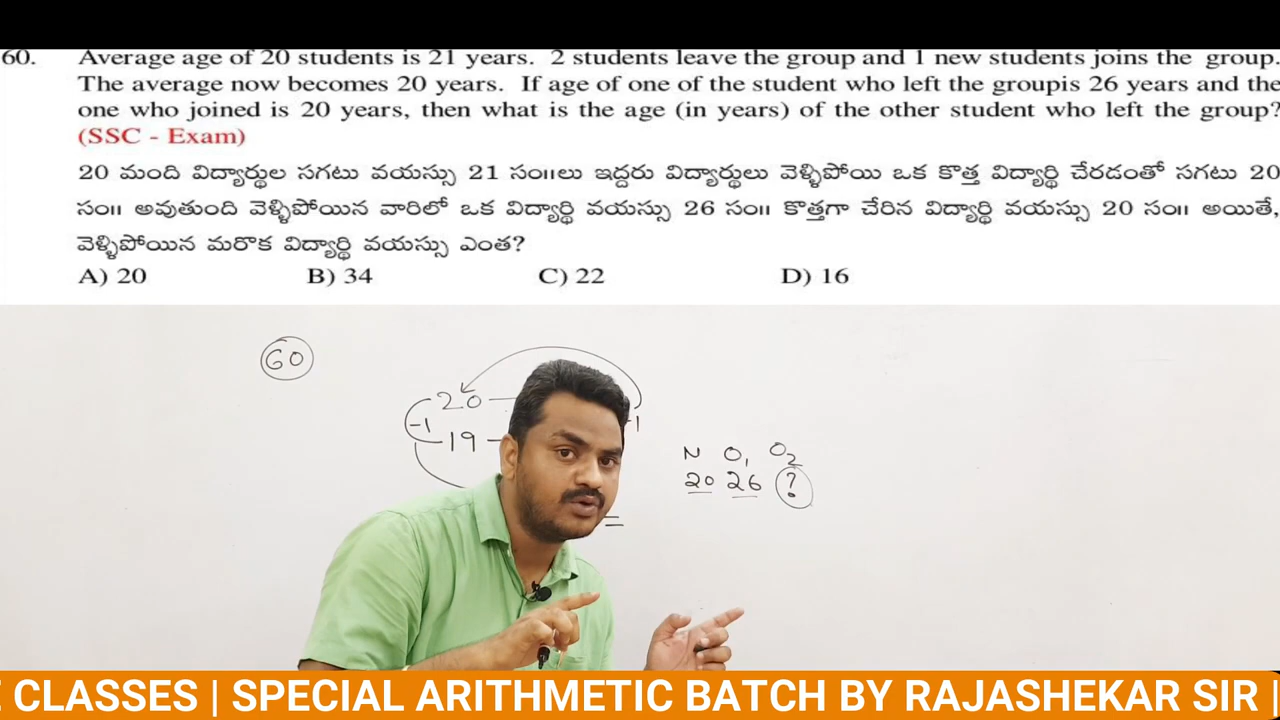 60. Average age of 20 students is 21 years. 2 students leave the group and 1 new students joins the group.
The average now becomes 20 years. If age of one of the student who left the groupis 26 years and the
one who joined is 20 years, then what is the age (in years) of the other student who left the group?
(SSC - Exam)
20 మంది విద్యార్థుల సగటు వయస్సు 21 సం॥లు ఇద్దరు విద్యార్థులు వెళ్ళిపోయి ఒక కొత్త విద్యార్థి చేరడంతో సగటు 20
సం॥ అవుతుంది వెళ్ళిపోయిన వారిలో ఒక విద్యార్థి వయస్సు 26 సం॥ కొత్తగా చేరిన విద్యార్థి వయస్సు 20 సం॥ అయితే,
వెళ్ళిపోయిన మరొక విద్యార్థి వయస్సు ఎంత?
A) 20 B) 34 C) 22 D) 16
60
20
-1 -1
19
N O₁ O₂
20 26 ?
=
CLASSES | SPECIAL ARITHMETIC BATCH BY RAJASHEKAR SIR ]